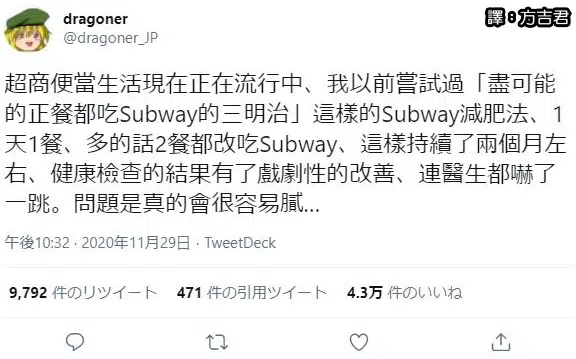 dragoner
@dragoner_JP
譯：方吉君
超商便當生活現在正在流行中、我以前嘗試過「盡可能
的正餐都吃Subway的三明治」這樣的Subway減肥法、1
天1餐、多的話2餐都改吃Subway、這樣持續了兩個月左
右、健康檢查的結果有了戲劇性的改善、連醫生都嚇了
一跳。問題是真的會很容易膩...
午後10:32 · 2020年11月29日 · TweetDeck
9,792 件のリツイート 471 件の引用ツイート 4.3万 件のいいね